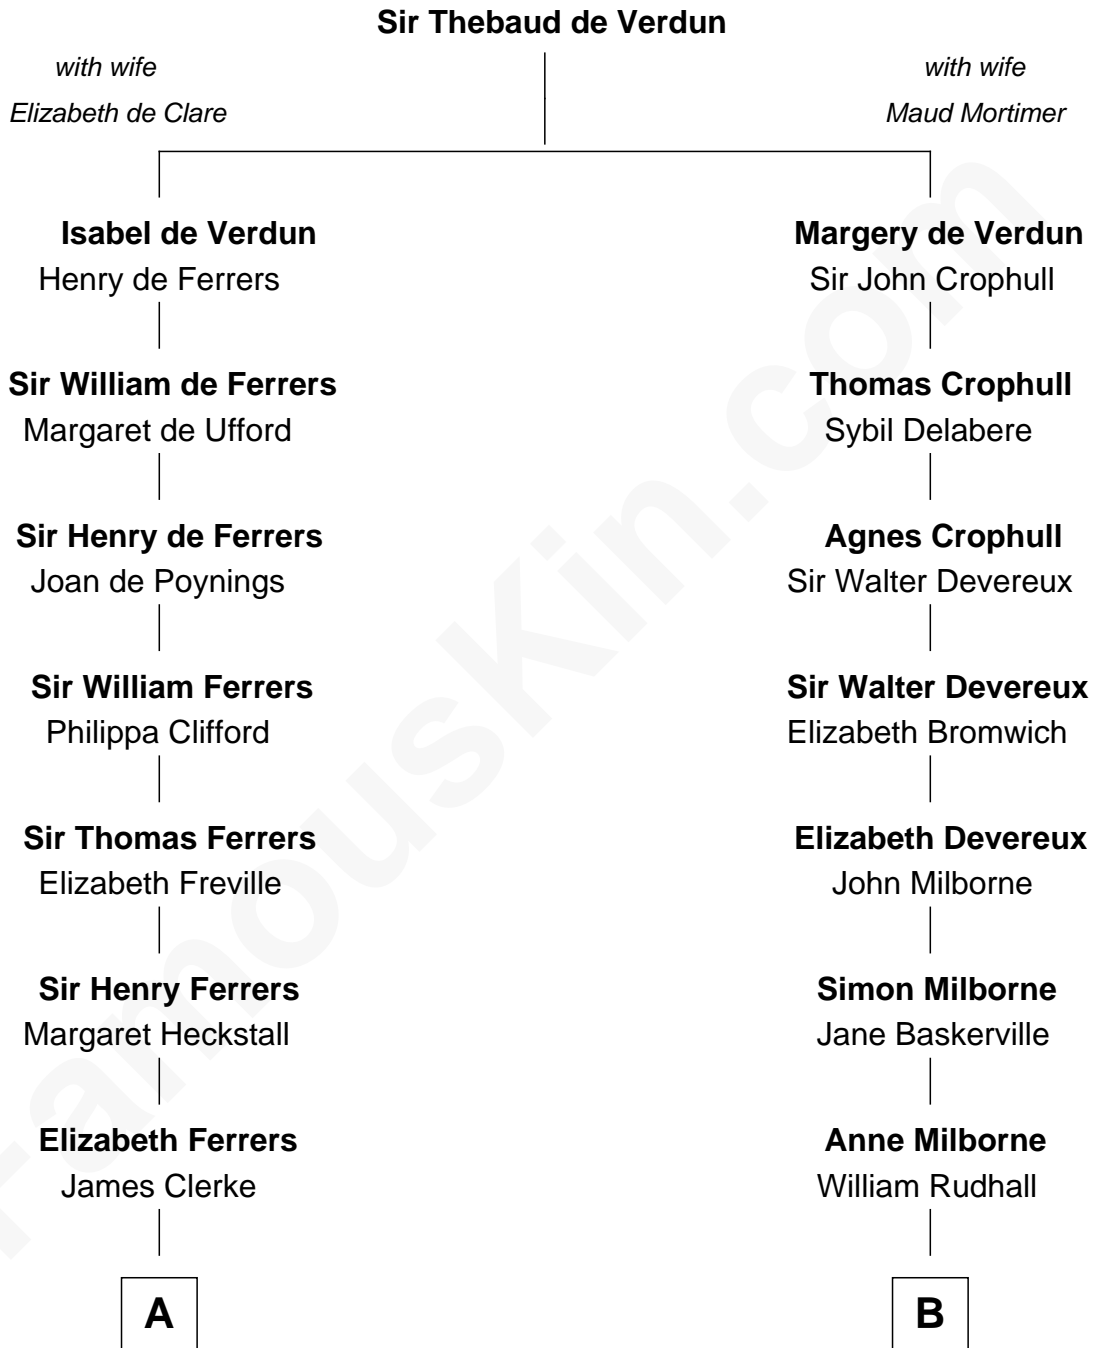 Sir Thebaud de Verdun
with wife
Elizabeth de Clare
with wife
Maud Mortimer
Isabel de Verdun
Henry de Ferrers
Margery de Verdun
Sir John Crophull
Sir William de Ferrers
Margaret de Ufford
Thomas Crophull
Sybil Delabere
Sir Henry de Ferrers
Joan de Poynings
Agnes Crophull
Sir Walter Devereux
Sir William Ferrers
Philippa Clifford
Sir Walter Devereux
Elizabeth Bromwich
Sir Thomas Ferrers
Elizabeth Freville
Elizabeth Devereux
John Milborne
Sir Henry Ferrers
Margaret Heckstall
Simon Milborne
Jane Baskerville
Elizabeth Ferrers
James Clerke
Anne Milborne
William Rudhall
A
B
FamousKin.com